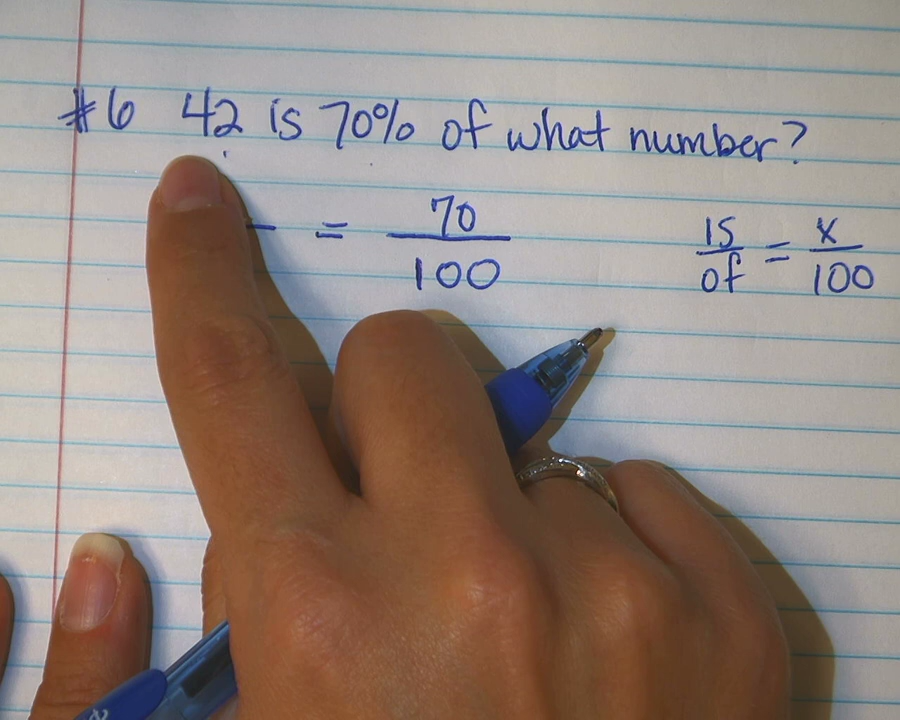 #6 42 is 70% of what number?
— = 70/100
is/of = x/100